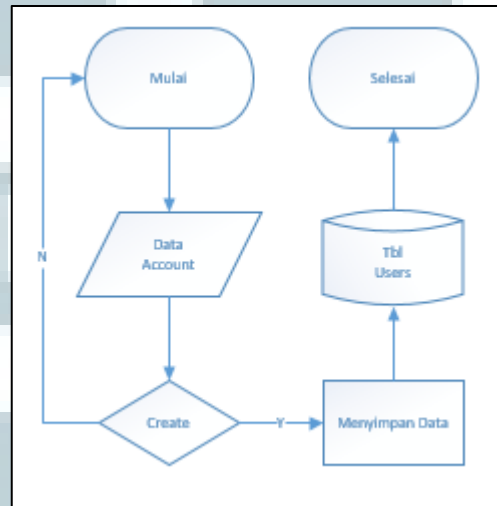 Mulai
Selesai
N
Data
Account
Tbl
Users
Create
Y
Menyimpan Data